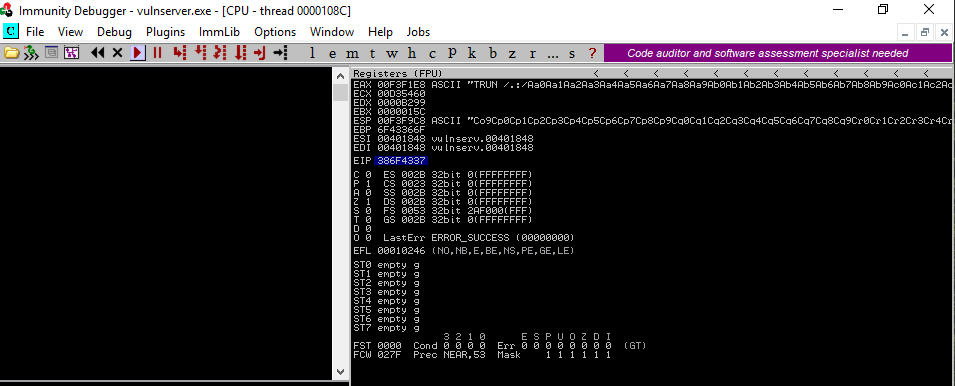 Immunity Debugger - vulnserver.exe - [CPU - thread 0000108C]
C File View Debug Plugins ImmLib Options Window Help Jobs
l e m t w h c p k b z r ... s ? Code auditor and software assessment specialist needed
Registers (FPU) < < < < < < < < < < < <
EAX 00F3F1E8 ASCII "TRUN /.:/Aa0Aa1Aa2Aa3Aa4Aa5Aa6Aa7Aa8Aa9Ab0Ab1Ab2Ab3Ab4Ab5Ab6Ab7Ab8Ab9Ac0Ac1Ac2Ac
ECX 00D35460
EDX 0000B299
EBX 0000015C
ESP 00F3F9C8 ASCII "Co9Cp0Cp1Cp2Cp3Cp4Cp5Cp6Cp7Cp8Cp9Cq0Cq1Cq2Cq3Cq4Cq5Cq6Cq7Cq8Cq9Cr0Cr1Cr2Cr3Cr4Cr
EBP 6F43366F
ESI 00401848 vulnserv.00401848
EDI 00401848 vulnserv.00401848
EIP 386F4337
C 0 ES 002B 32bit 0(FFFFFFFF)
P 1 CS 0023 32bit 0(FFFFFFFF)
A 0 SS 002B 32bit 0(FFFFFFFF)
Z 1 DS 002B 32bit 0(FFFFFFFF)
S 0 FS 0053 32bit 2AF000(FFF)
T 0 GS 002B 32bit 0(FFFFFFFF)
D 0
O 0 LastErr ERROR_SUCCESS (00000000)
EFL 00010246 (NO,NB,E,BE,NS,PE,GE,LE)
ST0 empty g
ST1 empty g
ST2 empty g
ST3 empty g
ST4 empty g
ST5 empty g
ST6 empty g
ST7 empty g
3 2 1 0 E S P U O Z D I
FST 0000 Cond 0 0 0 0 Err 0 0 0 0 0 0 0 0 (GT)
FCW 027F Prec NEAR,53 Mask 1 1 1 1 1 1